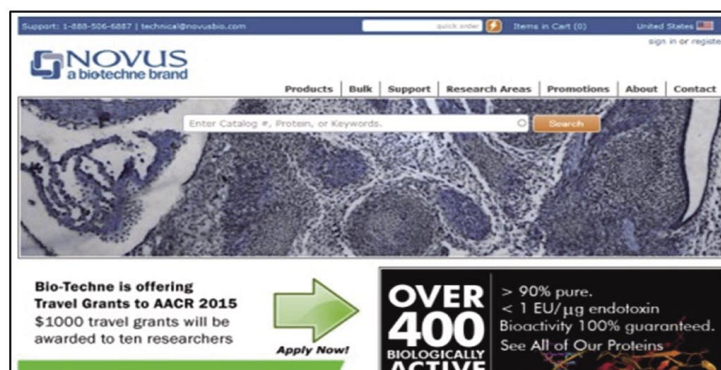 Support: 1-888-506-6887 | technical@novusbio.com
quick order
Items in Cart (0)
United States
sign in or registe
NOVUS
a biotechne brand
Products | Bulk | Support | Research Areas | Promotions | About | Contact
Enter Catalog #, Protein, or Keywords.
Search
Bio-Techne is offering
Travel Grants to AACR 2015
$1000 travel grants will be
awarded to ten researchers
Apply Now!
OVER
400
BIOLOGICALLY
ACTIVE
> 90% pure.
< 1 EU/µg endotoxin
Bioactivity 100% guaranteed.
See All of Our Proteins